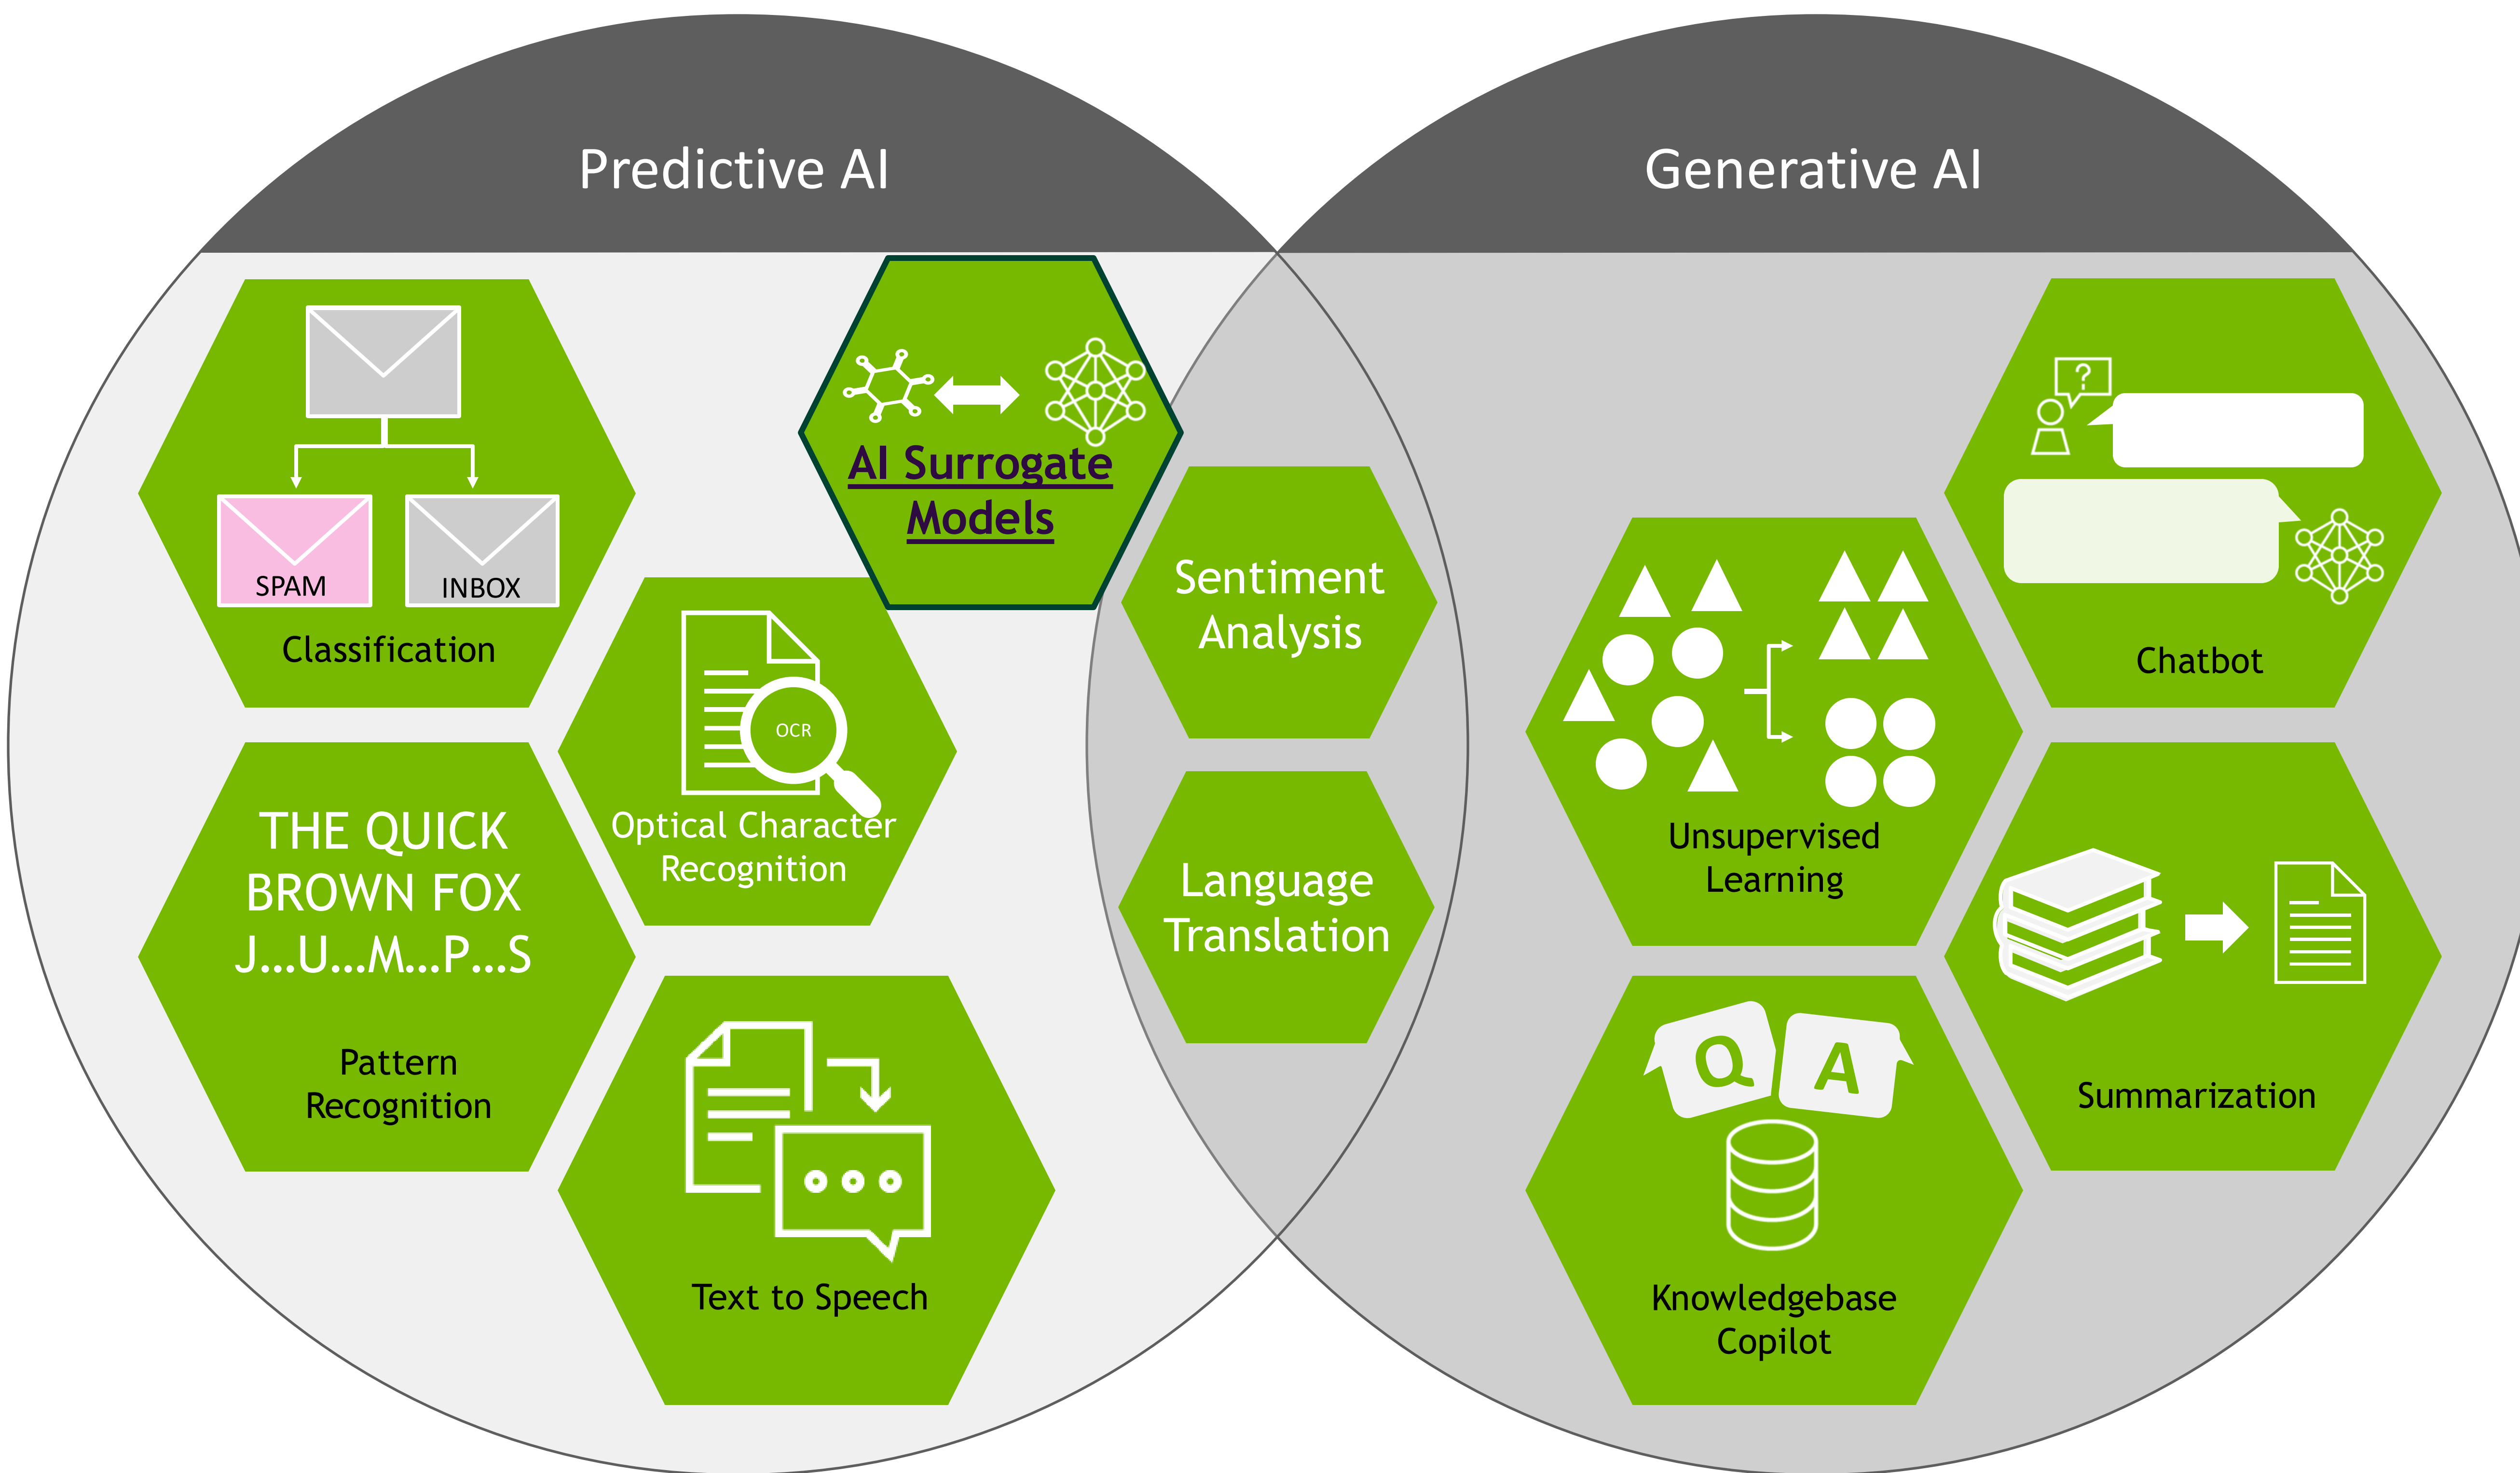 Predictive AI
Generative AI
SPAM
INBOX
Classification
AI Surrogate
Models
OCR
Optical Character
Recognition
THE QUICK
BROWN FOX
J...U...M...P...S
Pattern
Recognition
Text to Speech
Sentiment
Analysis
Language
Translation
?
Chatbot
Unsupervised
Learning
Summarization
Q
A
Knowledgebase
Copilot